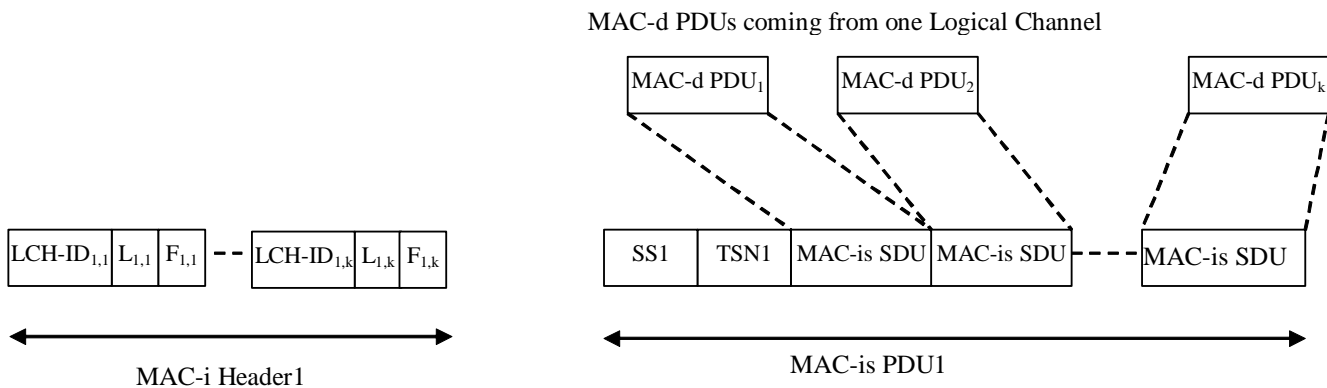 MAC-d PDUs coming from one Logical Channel
MAC-d PDU₁ MAC-d PDU₂ MAC-d PDUₖ
LCH-ID₁,₁ L₁,₁ F₁,₁ LCH-ID₁,ₖ L₁,ₖ F₁,ₖ SS1 TSN1 MAC-is SDU MAC-is SDU MAC-is SDU
MAC-i Header1 MAC-is PDU1